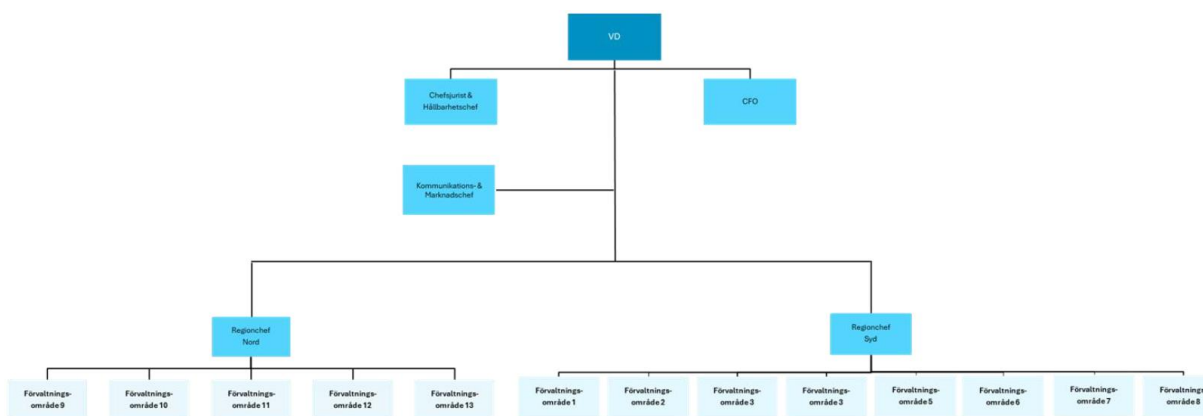 VD
Chefsjurist &
Hållbarhetschef
CFO
Kommunikations- &
Marknadschef
Regionchef
Nord
Regionchef
Syd
Förvaltnings-
område 9
Förvaltnings-
område 10
Förvaltnings-
område 11
Förvaltnings-
område 12
Förvaltnings-
område 13
Förvaltnings-
område 1
Förvaltnings-
område 2
Förvaltnings-
område 3
Förvaltnings-
område 3
Förvaltnings-
område 5
Förvaltnings-
område 6
Förvaltnings-
område 7
Förvaltnings-
område 8